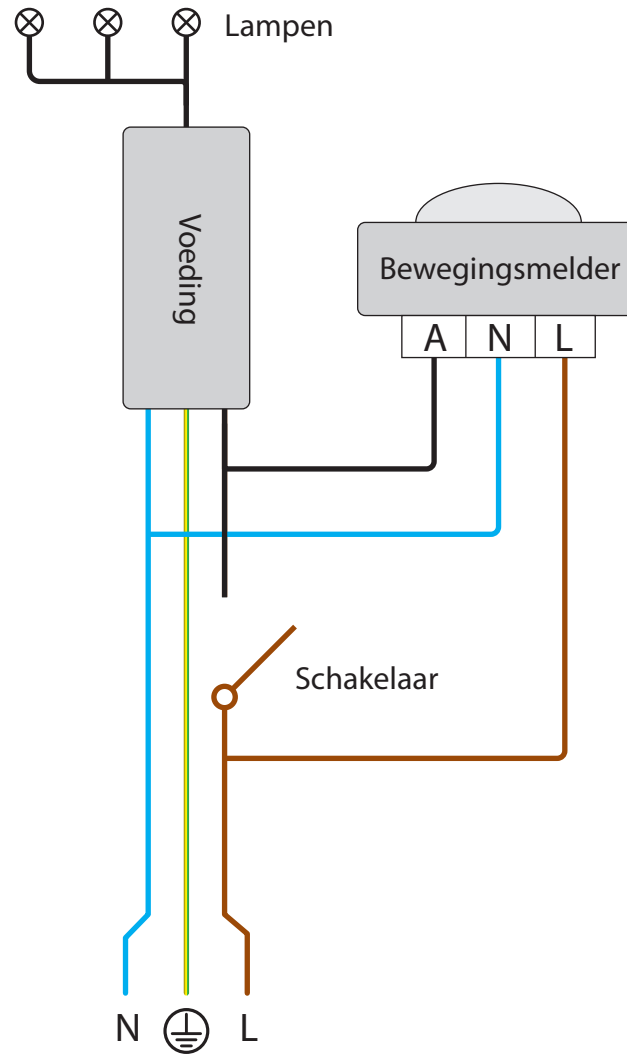 Lampen
Voeding
Bewegingsmelder
A N L
Schakelaar
N L